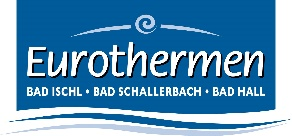 Eurothermen
BAD ISCHL • BAD SCHALLERBACH • BAD HALL